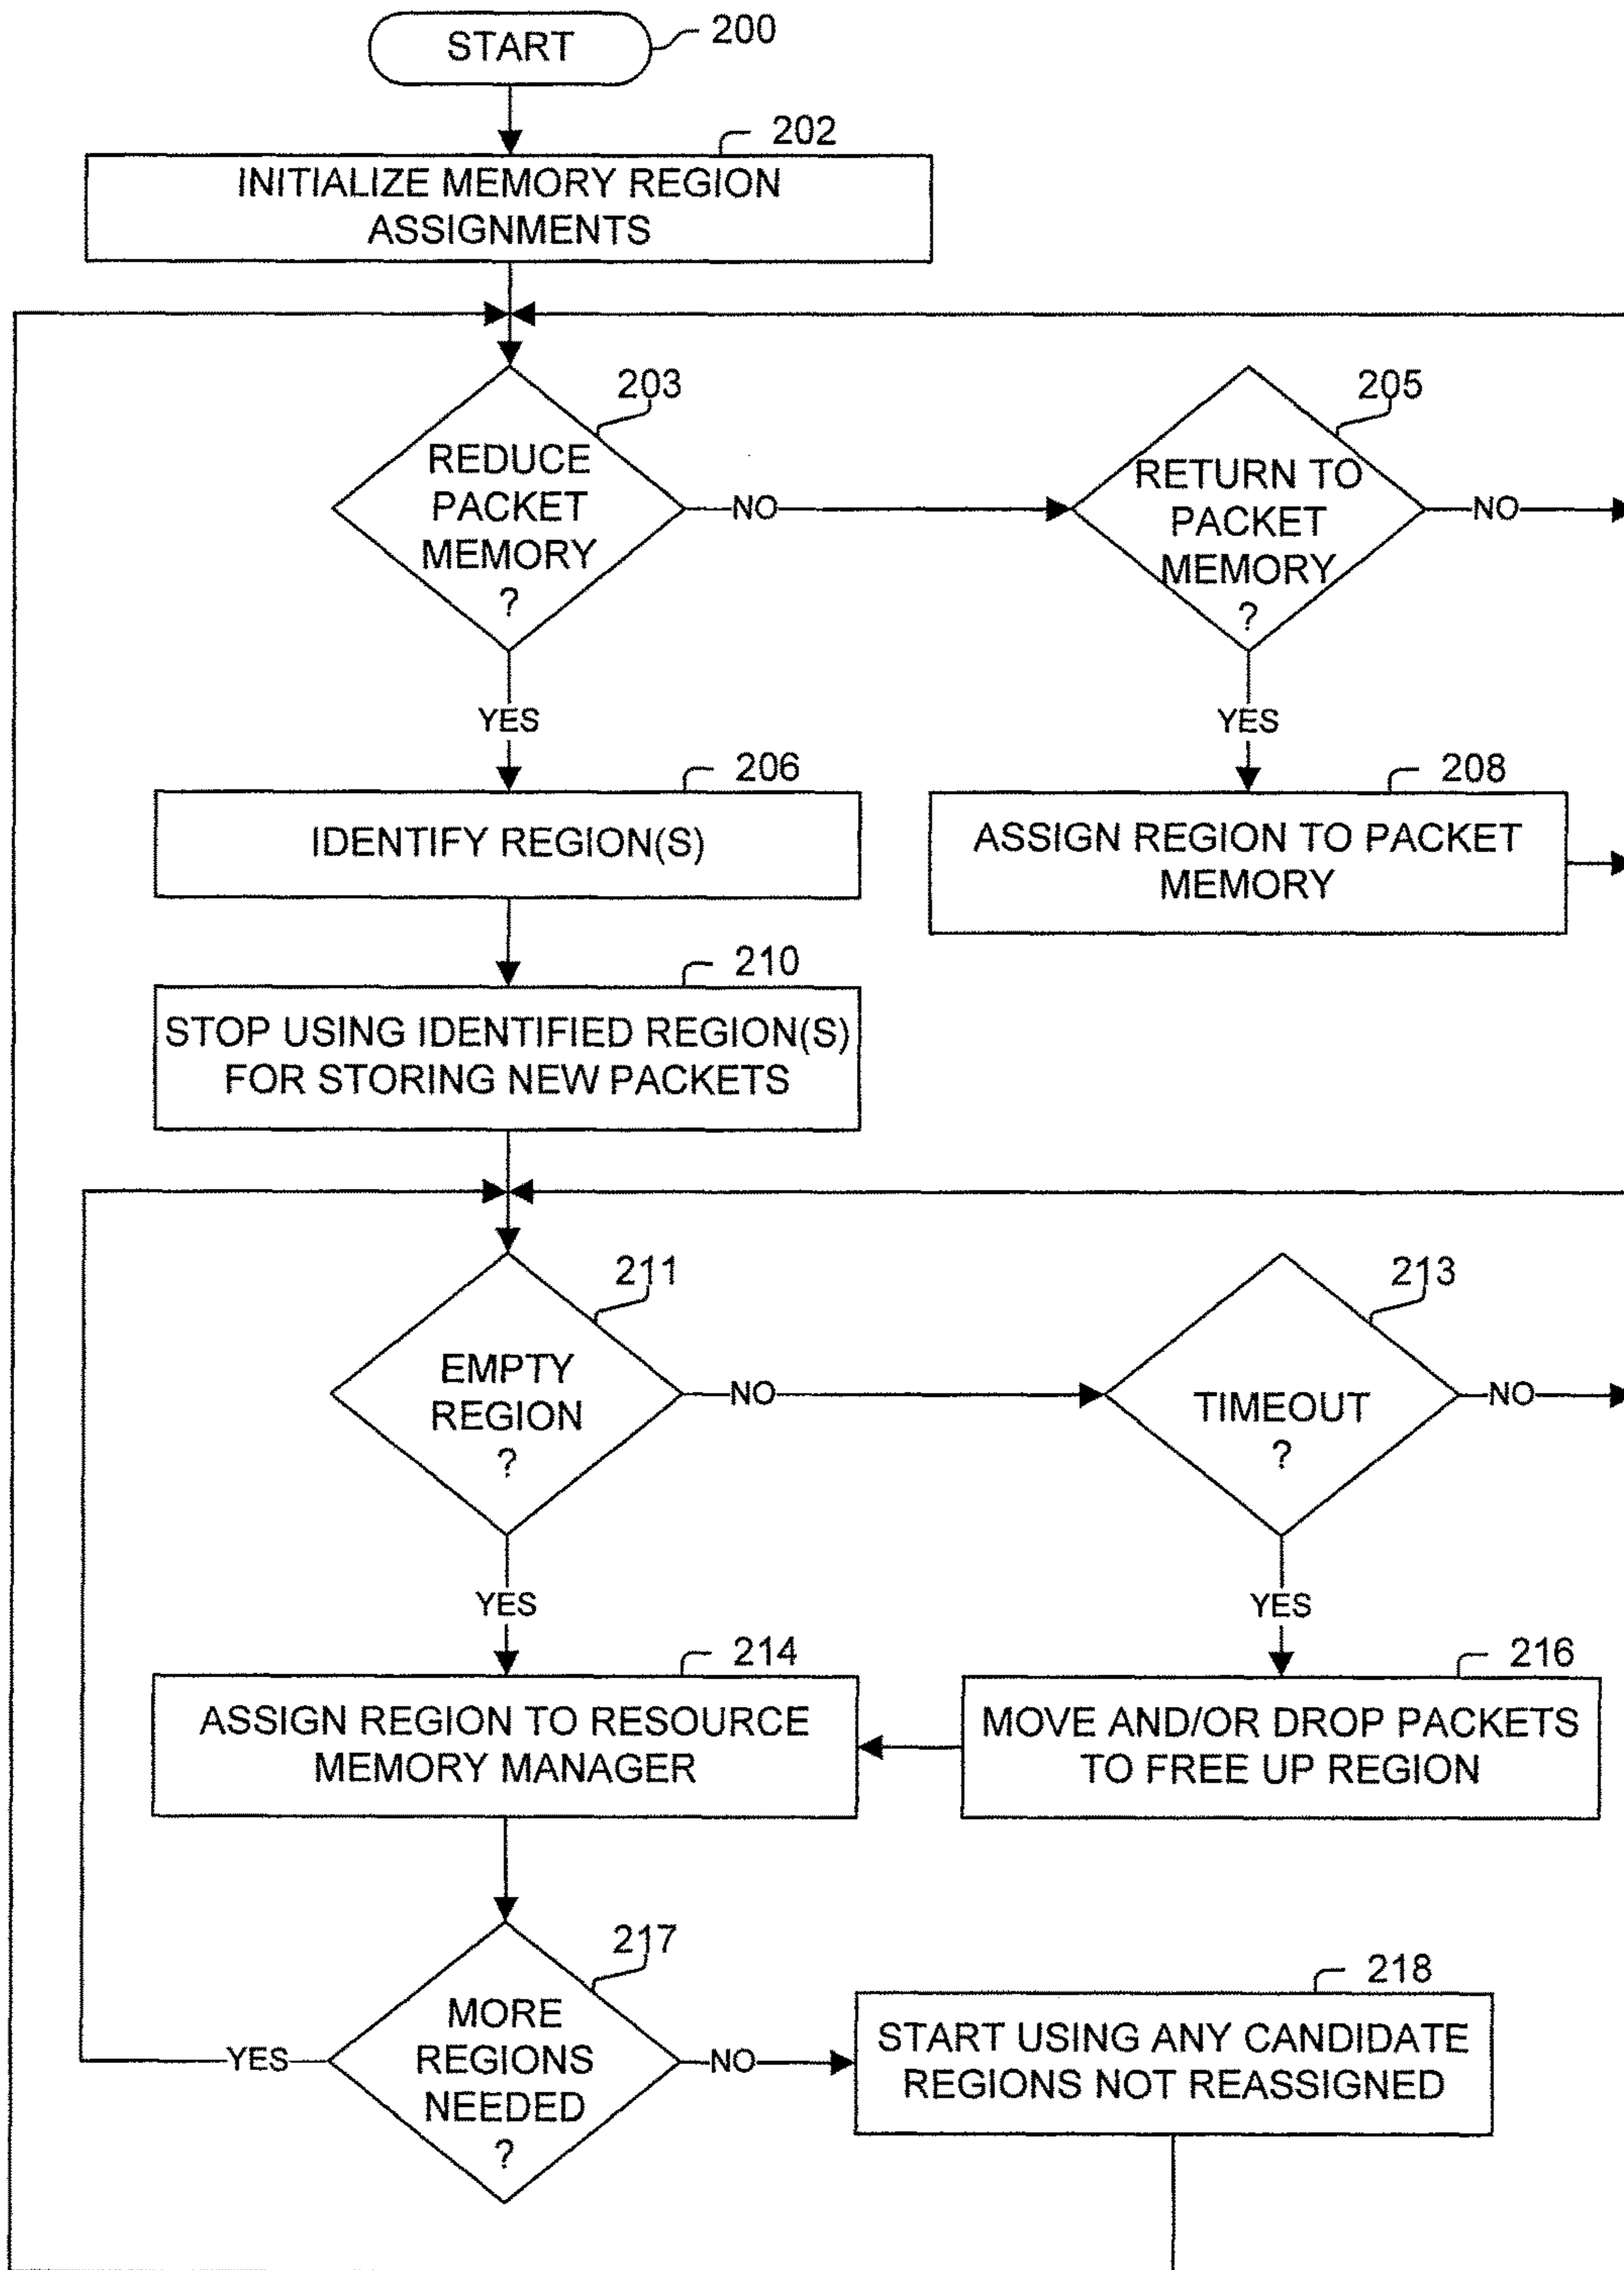 START
200
202
INITIALIZE MEMORY REGION
ASSIGNMENTS
203
REDUCE
PACKET
MEMORY
?
NO
205
RETURN TO
PACKET
MEMORY
?
NO
YES
YES
206
IDENTIFY REGION(S)
208
ASSIGN REGION TO PACKET
MEMORY
210
STOP USING IDENTIFIED REGION(S)
FOR STORING NEW PACKETS
211
EMPTY
REGION
?
NO
213
TIMEOUT
?
NO
YES
YES
214
ASSIGN REGION TO RESOURCE
MEMORY MANAGER
216
MOVE AND/OR DROP PACKETS
TO FREE UP REGION
217
MORE
REGIONS
NEEDED
?
YES
NO
218
START USING ANY CANDIDATE
REGIONS NOT REASSIGNED